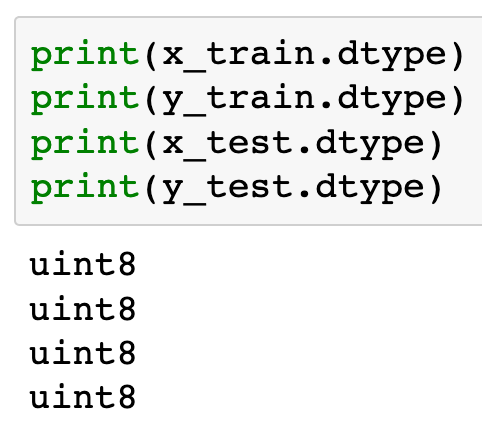 print(x_train.dtype)
print(y_train.dtype)
print(x_test.dtype)
print(y_test.dtype)
uint8
uint8
uint8
uint8